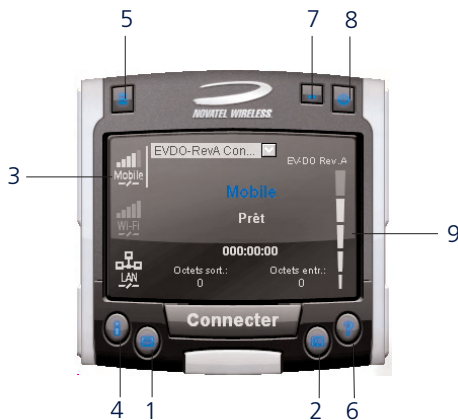 5
7
8
NOVATEL WIRELESS
3
EVDO-RevA Con...
EV-DO Rev.A
Mobile
Mobile
Wi-Fi
Prêt
9
000:00:00
LAN
Octets sort.:
Octets entr.:
0
0
Connecter
4
1
2
6